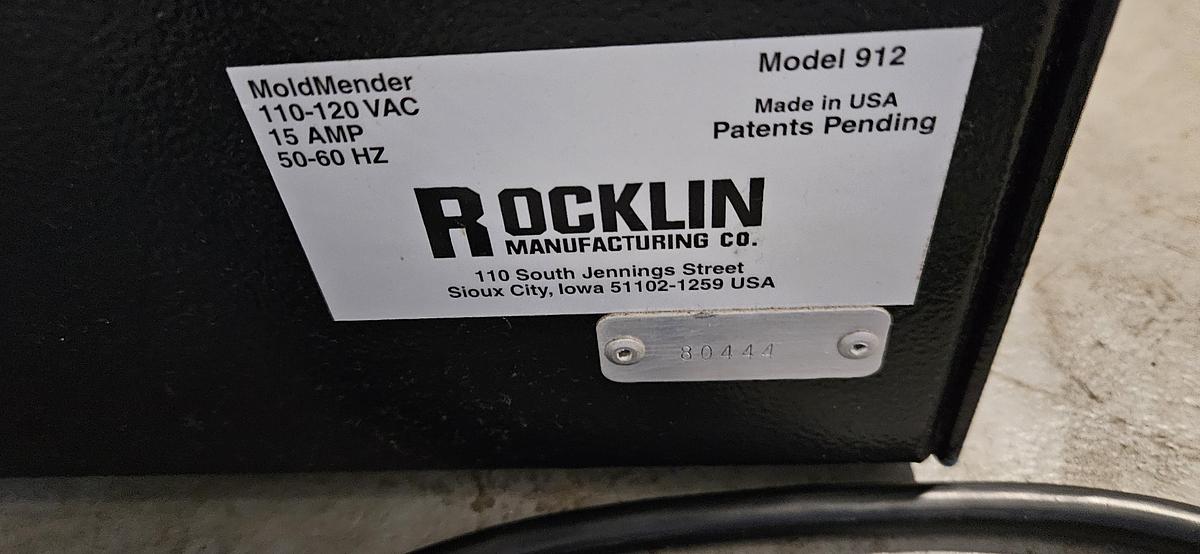 MoldMender
110-120 VAC
15 AMP
50-60 HZ
Model 912
Made in USA
Patents Pending
ROCKLIN
MANUFACTURING CO.
110 South Jennings Street
Sioux City, Iowa 51102-1259 USA
80444